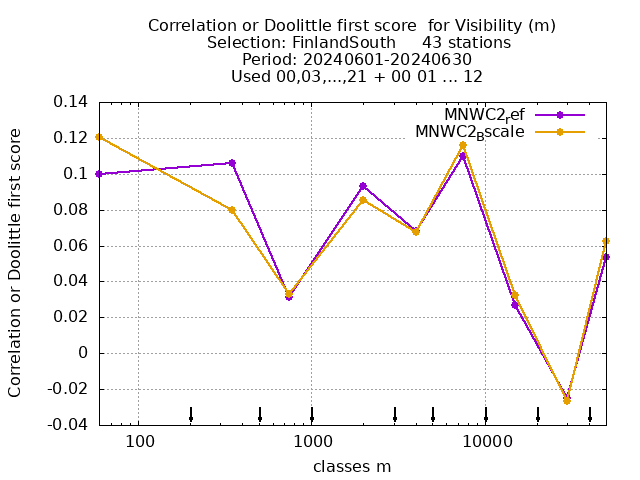 Correlation or Doolittle first score  for Visibility (m)
Selection: FinlandSouth     43 stations
Period: 20240601-20240630
Used 00,03,...,21 + 00 01 ... 12
MNWC2ref
MNWC2Bscale
Correlation or Doolittle first score
0.14
0.12
0.1
0.08
0.06
0.04
0.02
0
-0.02
-0.04
100
1000
10000
classes m